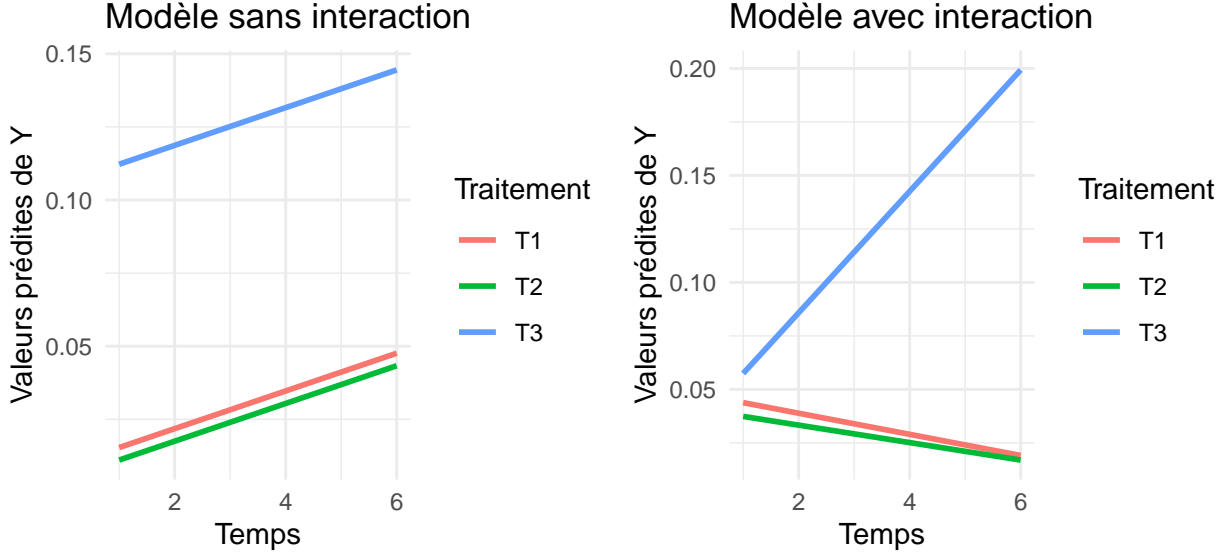 Modèle sans interaction
Valeurs prédites de Y
0.15
0.10
0.05
2 4 6
Temps
Traitement
T1
T2
T3
Modèle avec interaction
Valeurs prédites de Y
0.20
0.15
0.10
0.05
2 4 6
Temps
Traitement
T1
T2
T3